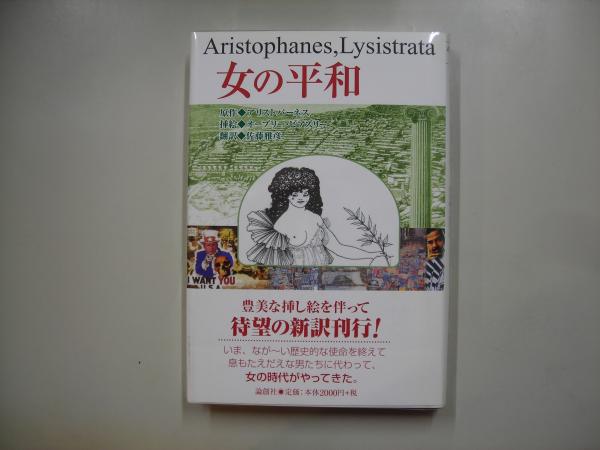 Aristophanes, Lysistrata
女の平和
原作◆アリストパーネス
挿絵◆オーブリー・ビアズリー
翻訳◆佐藤雅彦
I WANT YOU
U.S.A.
豊美な挿し絵を伴って
待望の新訳刊行!
いま、なが〜い歴史的な使命を終えて
息もたえだえな男たちに代わって、
女の時代がやってきた。
論創社◉定価:本体2000円+税